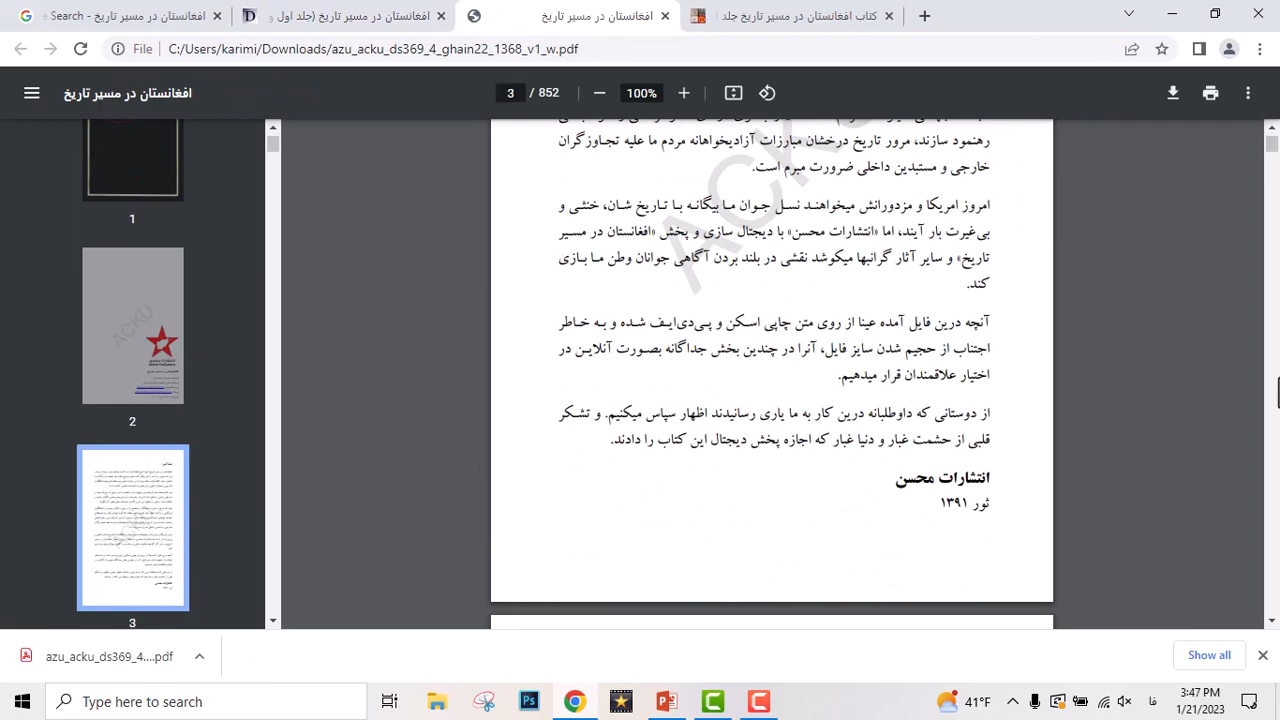 e Search -
افغانستان در مسیر تاریخ (جلد اول و
افغانستان در مسیر تاریخ
کتاب افغانستان در مسیر تاریخ جلد
File
C:/Users/karimi/Downloads/azu_acku_ds369_4_ghain22_1368_v1_w.pdf
افغانستان در مسیر تاریخ
3 / 852
100%
1
2
3
رهنمود سازند، مرور تاریخ درخشان مبارزات آزادیخواهانه مردم ما علیه تجاوزگران
خارجی و مستبدین داخلی ضرورت مبرم است.
امروز امریکا و مزدورانش میخواهند نسل جوان ما بیگانه با تاریخ شان، خنثی و
بی‌غیرت بار آیند، اما «انتشارات محسن» با دیجتال سازی و پخش «افغانستان در مسیر
تاریخ» و سایر آثار گرانبها میکوشد نقشی در بلند بردن آگاهی جوانان وطن ما بازی
کند.
آنچه درین فایل آمده عینا از روی متن چاپی اسکن و پی‌دی‌ایف شده و به خاطر
اجتناب از حجیم شدن سایز فایل، آنرا در چندین بخش جداگانه بصورت آنلاین در
اختیار علاقمندان قرار میدهیم.
از دوستانی که داوطلبانه درین کار به ما یاری رسانیدند اظهار سپاس میکنیم. و تشکر
قلبی از حشمت غبار و دنیا غبار که اجازه پخش دیجتال این کتاب را دادند.
انتشارات محسن
ثور ۱۳۹۱
ACKU
azu_acku_ds369_4....pdf
Show all
Type here to search
41°F
فا
3:47 PM
1/21/2023